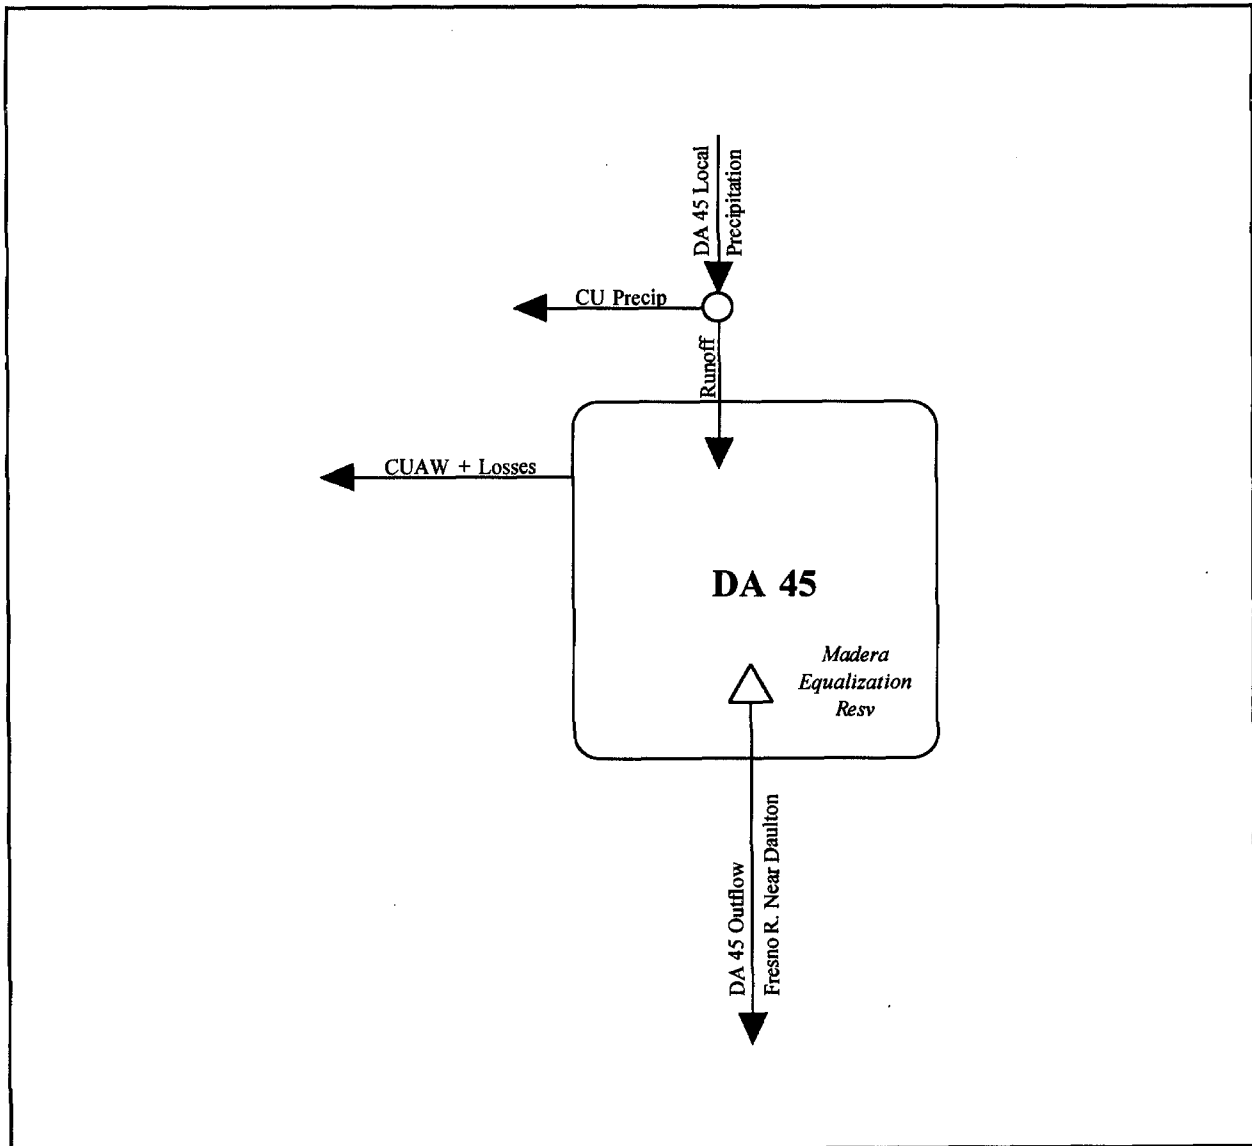 DA 45 Local
Precipitation
CU Precip
Runoff
CUAW + Losses
DA 45
Madera
Equalization
Resv
DA 45 Outflow
Fresno R. Near Daulton